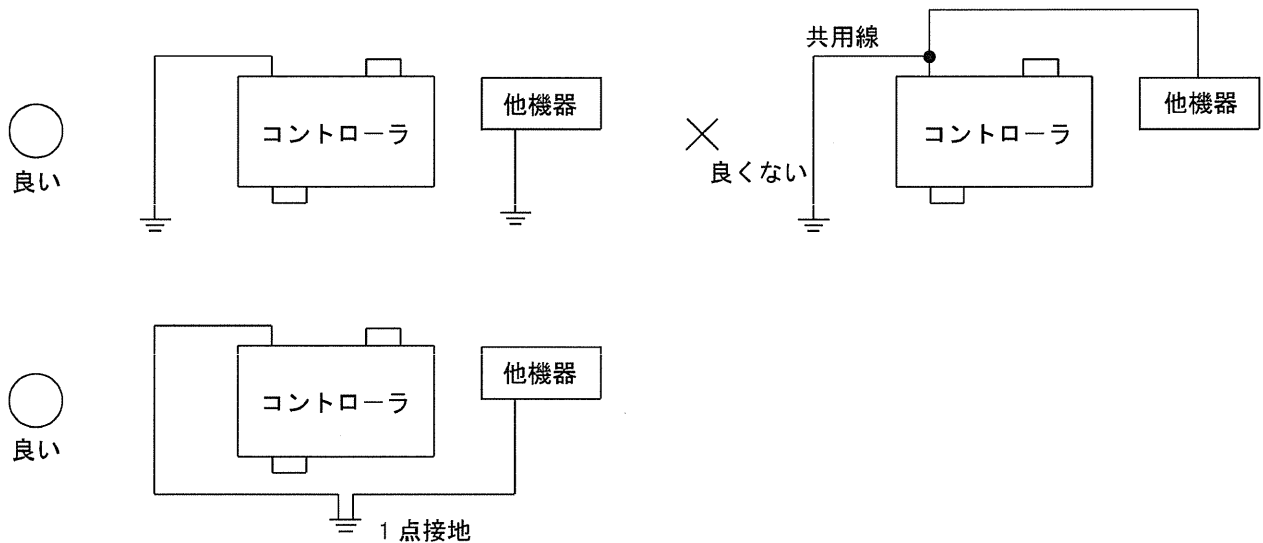 コントローラ
他機器
良い
共用線
コントローラ
他機器
良くない
コントローラ
他機器
良い
1点接地